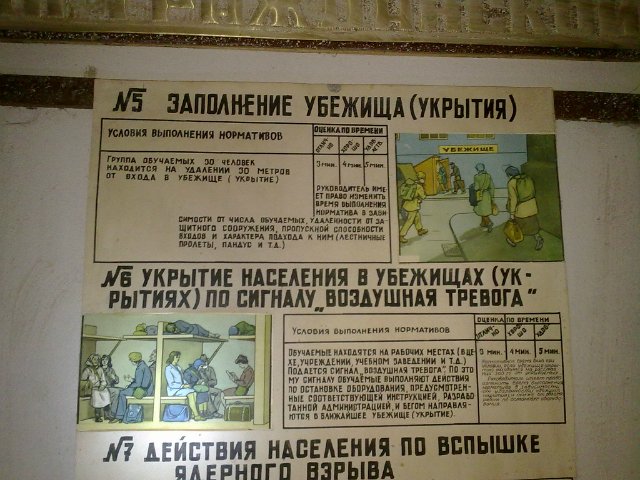 №5 ЗАПОЛНЕНИЕ УБЕЖИЩА (УКРЫТИЯ)
УСЛОВИЯ ВЫПОЛНЕНИЯ НОРМАТИВОВ
ОЦЕНКА ПО ВРЕМЕНИ
ОТЛИЧНО
ХОРОШО
ГРУППА ОБУЧАЕМЫХ 30 ЧЕЛОВЕК
НАХОДИТСЯ НА УДАЛЕНИИ 30 МЕТРОВ
ОТ ВХОДА В УБЕЖИЩЕ (УКРЫТИЕ)
3 МИН. 4 МИН. 5 МИН.
РУКОВОДИТЕЛЬ ИМЕ
ЕТ ПРАВО ИЗМЕНИТЬ
ВРЕМЯ ВЫПОЛНЕНИЯ
НОРМАТИВА В ЗАВИ
СИМОСТИ ОТ ЧИСЛА ОБУЧАЕМЫХ, УДАЛЕННОСТИ ОТ ЗА
ЩИТНОГО СООРУЖЕНИЯ, ПРОПУСКНОЙ СПОСОБНОСТИ
ВХОДОВ И ХАРАКТЕРА ПОДХОДА К НИМ (ЛЕСТНИЧНЫЕ
ПРОЛЕТЫ, ПАНДУС И Т.Д.)
УБЕЖИЩЕ
№6 УКРЫТИЕ НАСЕЛЕНИЯ В УБЕЖИЩАХ (УК-
РЫТИЯХ) ПО СИГНАЛУ „ВОЗДУШНАЯ ТРЕВОГА"
УСЛОВИЯ ВЫПОЛНЕНИЯ НОРМАТИВОВ
ОЦЕНКА ПО ВРЕМЕНИ
ОТЛИЧНО
ХОРОШО
ОБУЧАЕМЫЕ НАХОДЯТСЯ НА РАБОЧИХ МЕСТАХ (В ЦЕ
ХЕ, УЧРЕЖДЕНИИ, УЧЕБНОМ ЗАВЕДЕНИИ И Т.Д.)
ПОДАЕТСЯ СИГНАЛ „ВОЗДУШНАЯ ТРЕВОГА". ПО ЭТО
МУ СИГНАЛУ ОБУЧАЕМЫЕ ВЫПОЛНЯЮТ ДЕЙСТВИЯ
ПО ОСТАНОВКЕ ОБОРУДОВАНИЯ, ПРЕДУСМОТРЕН-
НЫЕ СООТВЕТСТВУЮЩЕЙ ИНСТРУКЦИЕЙ, РАЗРАБО
ТАННОЙ АДМИНИСТРАЦИЕЙ, И БЕГОМ НАПРАВЛЯ-
ЮТСЯ В БЛИЖАЙШЕЕ УБЕЖИЩЕ (УКРЫТИЕ).
3 МИН. 4 МИН. 5 МИН.
№7 ДЕЙСТВИЯ НАСЕЛЕНИЯ ПО ВСПЫШКЕ
ЯДЕРНОГО ВЗРЫВА